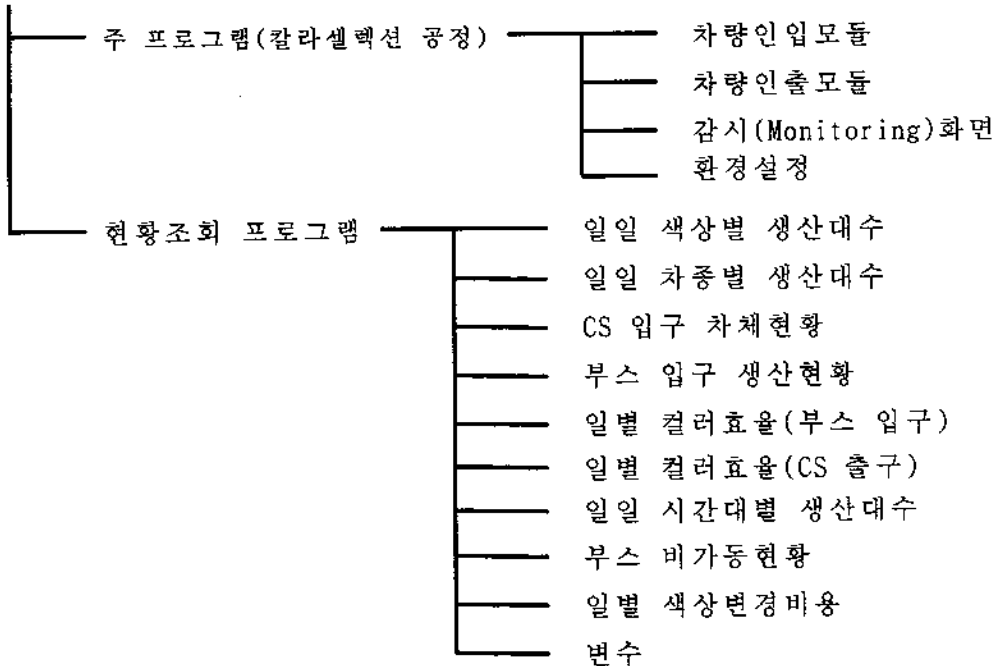 주 프로그램(칼라셀렉션 공정)
차량인입모듈
차량인출모듈
감시(Monitoring)화면
환경설정
현황조회 프로그램
일일 색상별 생산대수
일일 차종별 생산대수
CS 입구 차체현황
부스 입구 생산현황
일별 컬러효율(부스 입구)
일별 컬러효율(CS 출구)
일일 시간대별 생산대수
부스 비가동현황
일별 색상변경비용
변수